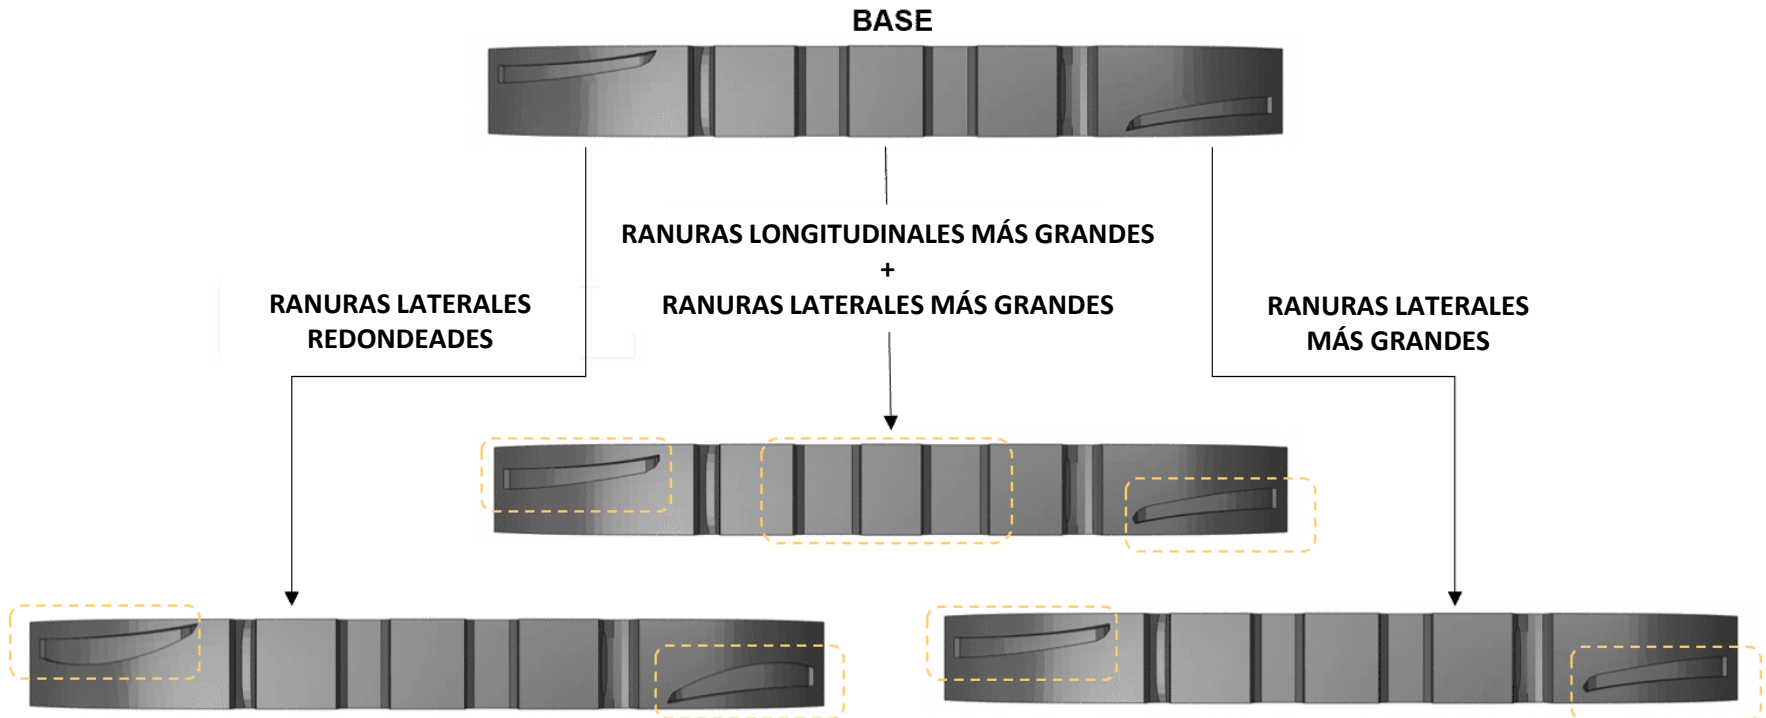 BASE
RANURAS LONGITUDINALES MÁS GRANDES
+
RANURAS LATERALES MÁS GRANDES
RANURAS LATERALES
REDONDEADES
RANURAS LATERALES
MÁS GRANDES